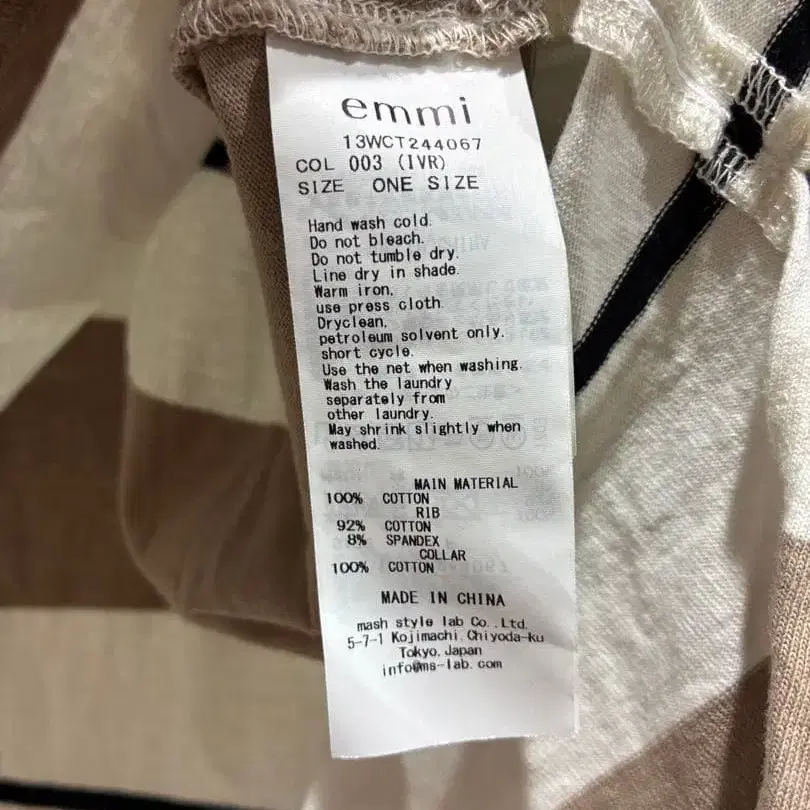 emmi
13WCT244067
COL 003 (IVR)
SIZE ONE SIZE
Hand wash cold.
Do not bleach.
Do not tumble dry.
Line dry in shade.
Warm iron,
use press cloth.
Dryclean,
petroleum solvent only.
short cycle.
Use the net when washing.
Wash the laundry
separately from
other laundry.
May shrink slightly when
washed.
MAIN MATERIAL
100% COTTON
RIB
92% COTTON
8% SPANDEX
COLLAR
100% COTTON
MADE IN CHINA
mash style lab Co.,Ltd.
5-7-1 Kojimachi,Chiyoda-ku
Tokyo,Japan
info@ms-lab.com